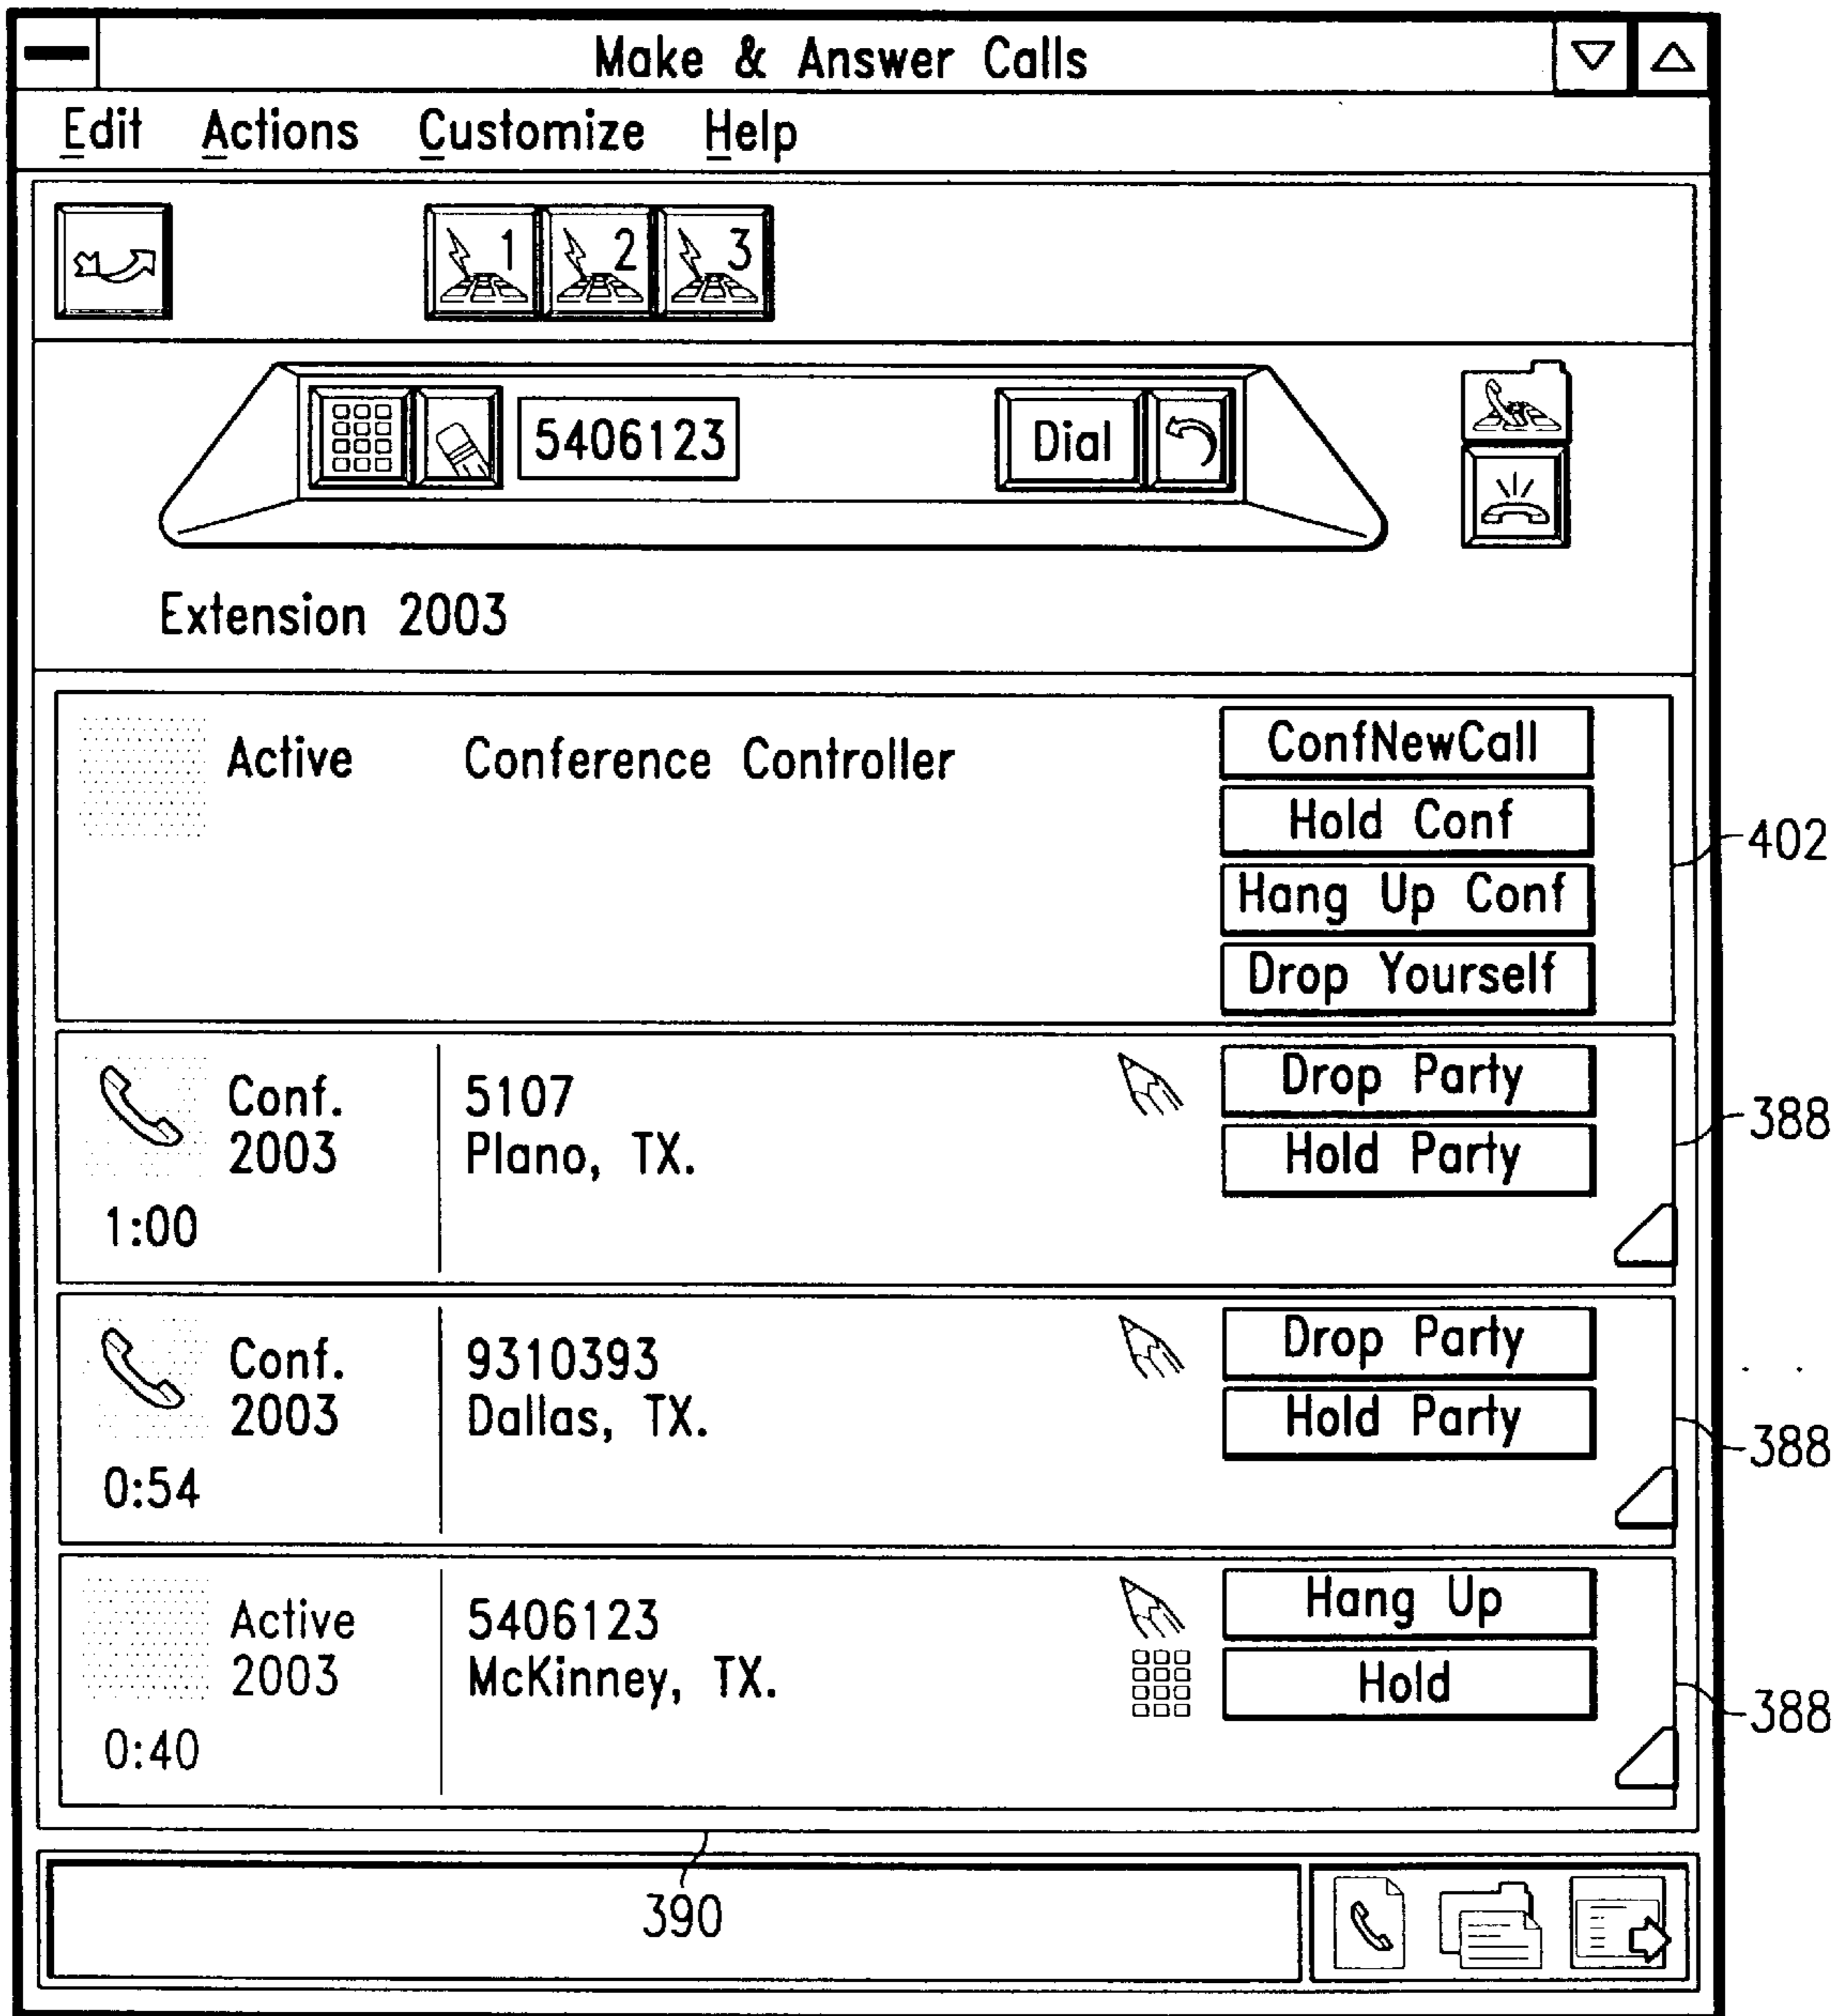 Make & Answer Calls
Edit Actions Customize Help
1 2 3
5406123 Dial
Extension 2003
Active Conference Controller
ConfNewCall
Hold Conf
Hang Up Conf
Drop Yourself
402
Conf. 2003
1:00
5107
Plano, TX.
Drop Party
Hold Party
388
Conf. 2003
0:54
9310393
Dallas, TX.
Drop Party
Hold Party
388
Active 2003
0:40
5406123
McKinney, TX.
Hang Up
Hold
388
390